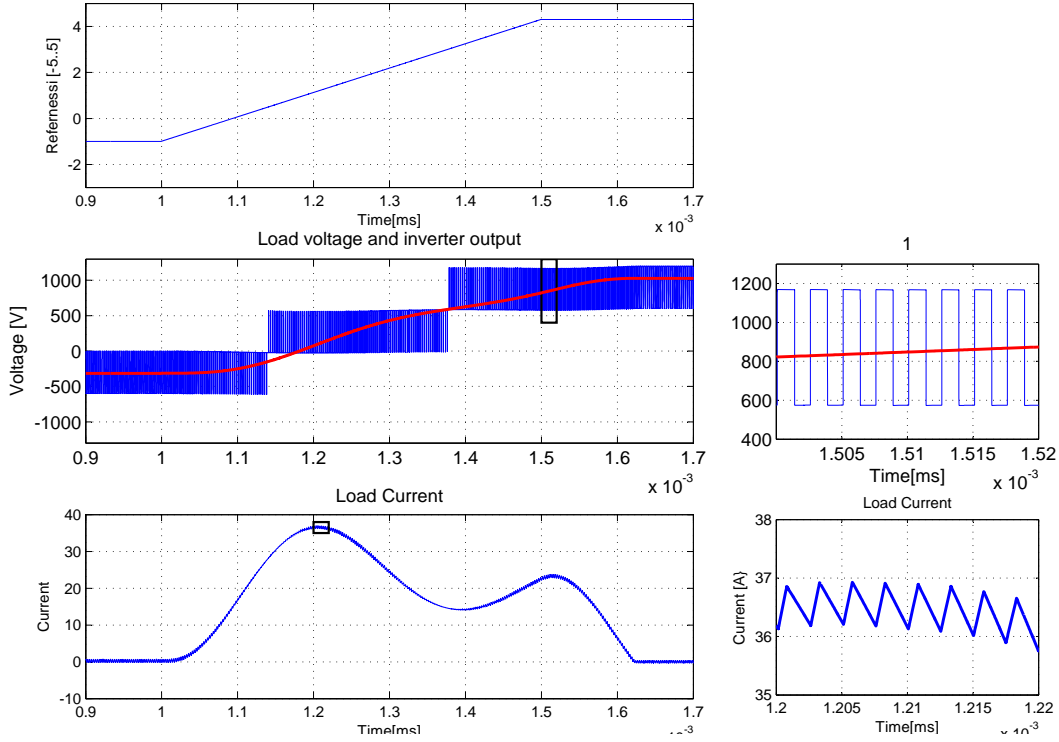 4
2
0
-2
Refernessi [-5..5]
0.9 1 1.1 1.2 1.3 1.4 1.5 1.6 1.7
Time[ms]
x 10⁻³
Load voltage and inverter output
1000
500
0
-500
-1000
Voltage [V]
0.9 1 1.1 1.2 1.3 1.4 1.5 1.6 1.7
x 10⁻³
1
1200
1000
800
600
400
1.505 1.51 1.515 1.52
Time[ms]
x 10⁻³
Load Current
40
30
20
10
0
-10
Current
0.9 1 1.1 1.2 1.3 1.4 1.5 1.6 1.7
Time[ms]
Load Current
38
37
36
35
Current [A}
1.2 1.205 1.21 1.215 1.22
Time[ms]